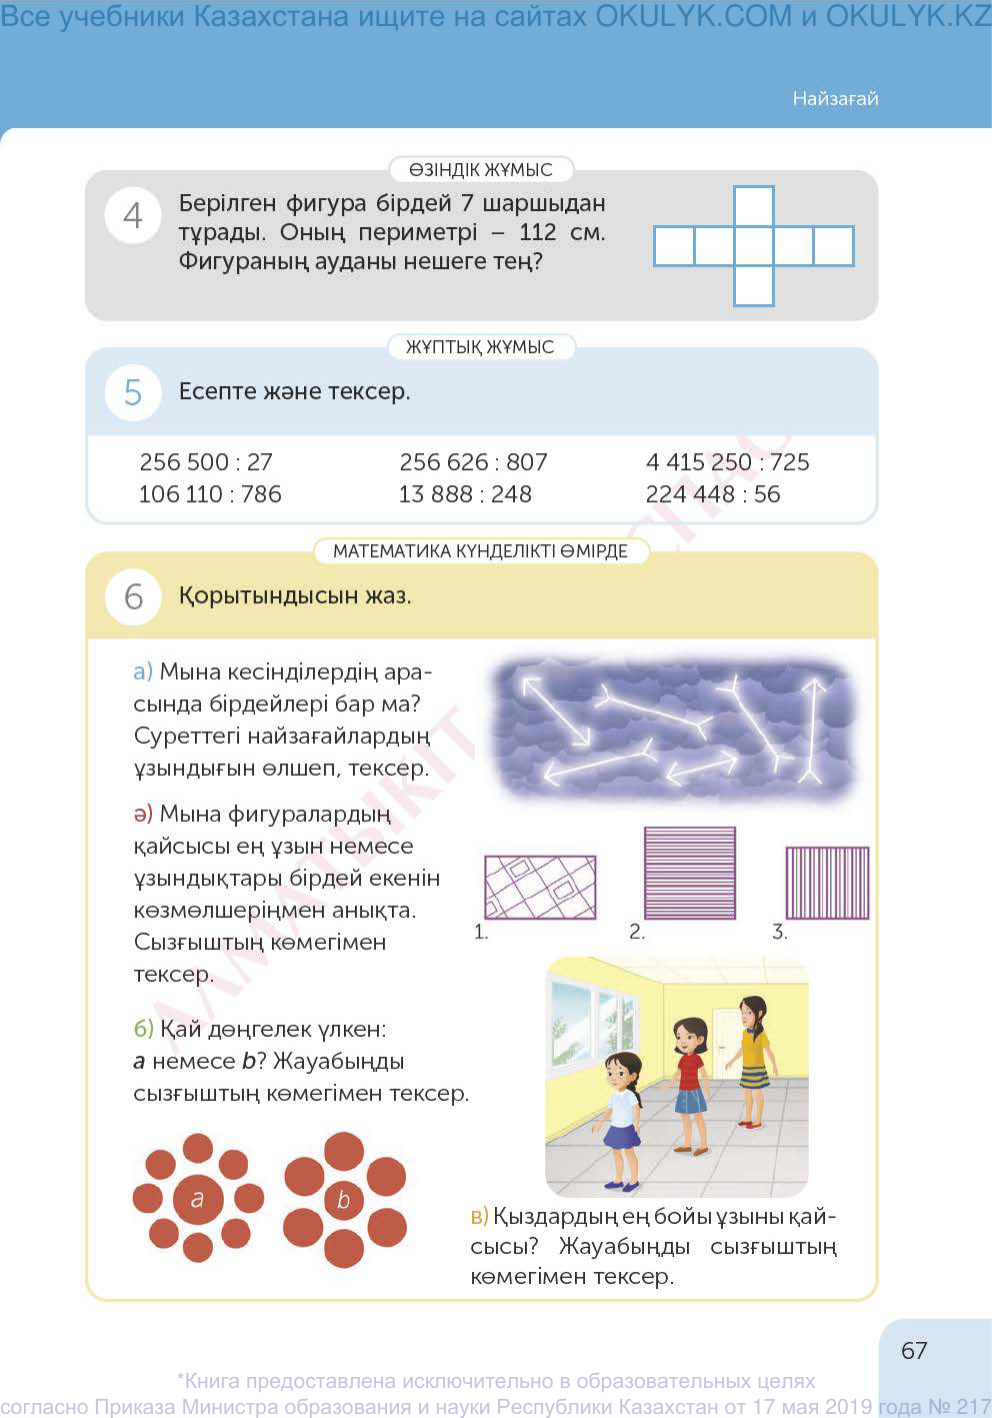 Все учебники Казахстана ищите на сайтах OKULYK.COM и OKULYK.KZ
Найзағай
ӨЗІНДІК ЖҰМЫС
4
Берілген фигура бірдей 7 шаршыдан
тұрады. Оның периметрі – 112 см.
Фигураның ауданы нешеге тең?
ЖҰПТЫҚ ЖҰМЫС
5
Есепте және тексер.
256 500 : 27 256 626 : 807 4 415 250 : 725
106 110 : 786 13 888 : 248 224 448 : 56
МАТЕМАТИКА КҮНДЕЛІКТІ ӨМІРДЕ
6
Қорытындысын жаз.
а) Мына кесінділердің ара-
сында бірдейлері бар ма?
Суреттегі найзағайлардың
ұзындығын өлшеп, тексер.
ә) Мына фигуралардың
қайсысы ең ұзын немесе
ұзындықтары бірдей екенін
көзмөлшеріңмен анықта.
Сызғыштың көмегімен
тексер.
1. 2. 3.
б) Қай дөңгелек үлкен:
a немесе b? Жауабыңды
сызғыштың көмегімен тексер.
a b
в) Қыздардың ең бойы ұзыны қай-
сысы? Жауабыңды сызғыштың
көмегімен тексер.
67
*Книга предоставлена исключительно в образовательных целях
согласно Приказа Министра образования и науки Республики Казахстан от 17 мая 2019 года № 217